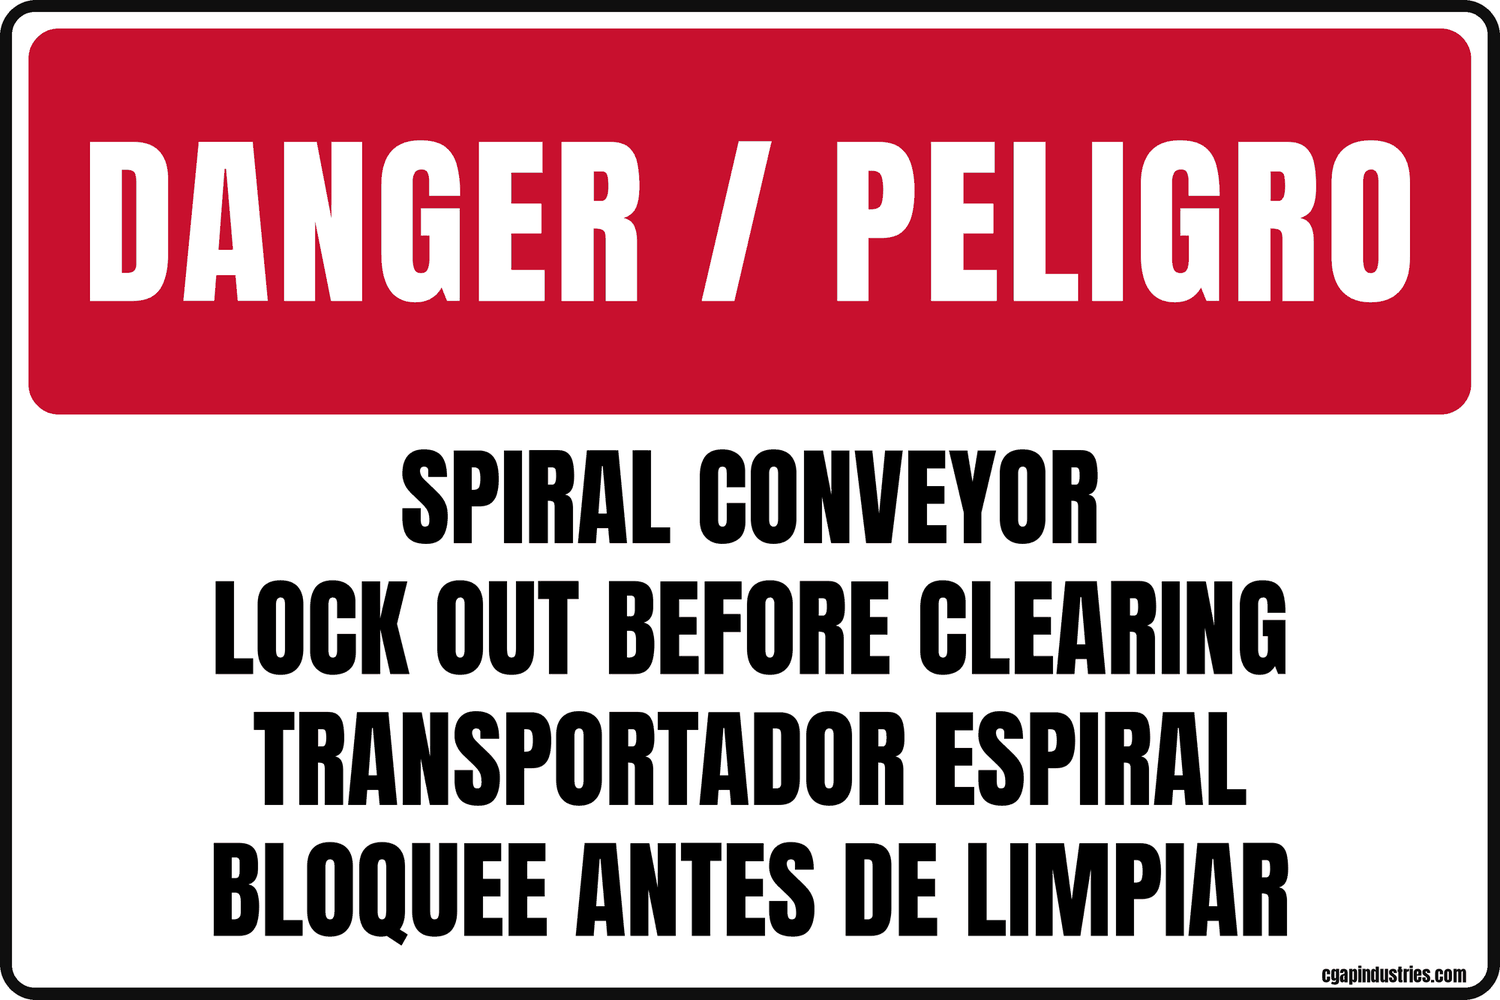 DANGER / PELIGRO
SPIRAL CONVEYOR
LOCK OUT BEFORE CLEARING
TRANSPORTADOR ESPIRAL
BLOQUEE ANTES DE LIMPIAR
cgapindustries.com